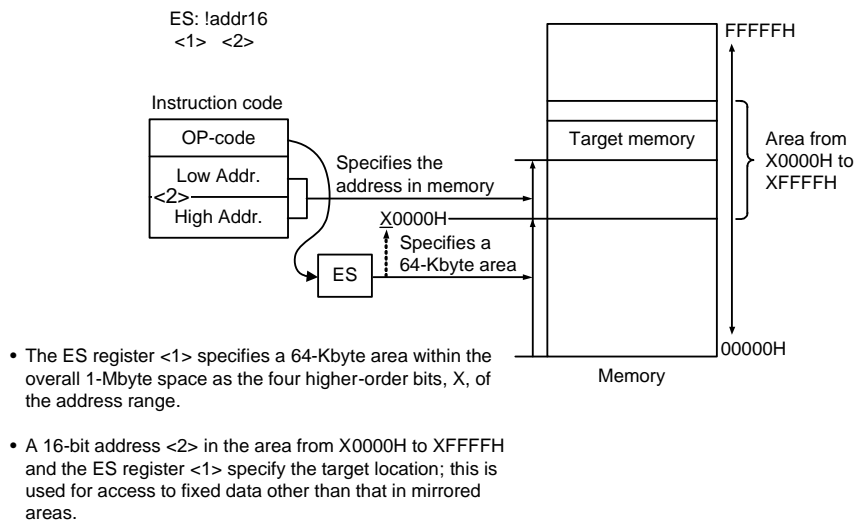 ES: !addr16
<1> <2>
FFFFFH
Instruction code
OP-code
Low Addr.
<2>
High Addr.
Specifies the
address in memory
Target memory
Area from
X0000H to
XFFFFH
X0000H
Specifies a
64-Kbyte area
ES
00000H
Memory
• The ES register <1> specifies a 64-Kbyte area within the
overall 1-Mbyte space as the four higher-order bits, X, of
the address range.
• A 16-bit address <2> in the area from X0000H to XFFFFH
and the ES register <1> specify the target location; this is
used for access to fixed data other than that in mirrored
areas.